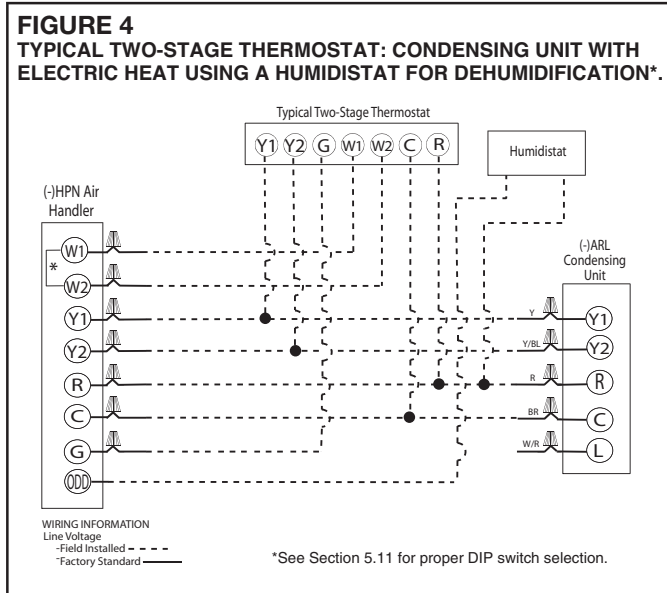 FIGURE 4
TYPICAL TWO-STAGE THERMOSTAT: CONDENSING UNIT WITH
ELECTRIC HEAT USING A HUMIDISTAT FOR DEHUMIDIFICATION*.
Typical Two-Stage Thermostat
Y1 Y2 G W1 W2 C R
Humidistat
(-)HPN Air
Handler
W1
*
W2
Y1
Y2
R
C
G
ODD
(-)ARL
Condensing
Unit
Y Y1
Y/BL Y2
R R
BR C
W/R L
WIRING INFORMATION
Line Voltage
-Field Installed
-Factory Standard
*See Section 5.11 for proper DIP switch selection.